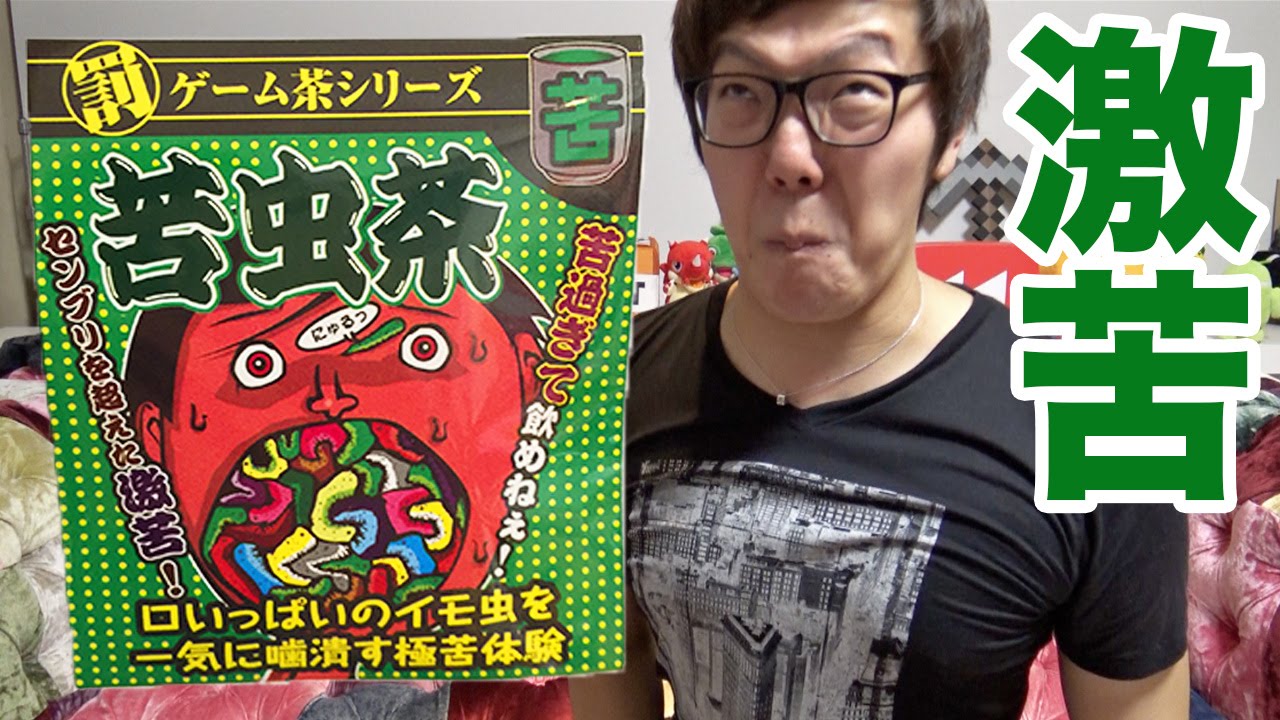 罰ゲーム茶シリーズ
苦
苦虫茶
苦過ぎて飲めねぇ!
センブリを超えた激苦!
にゅるっ
口いっぱいのイモ虫を
一気に噛潰す極苦体験
激苦